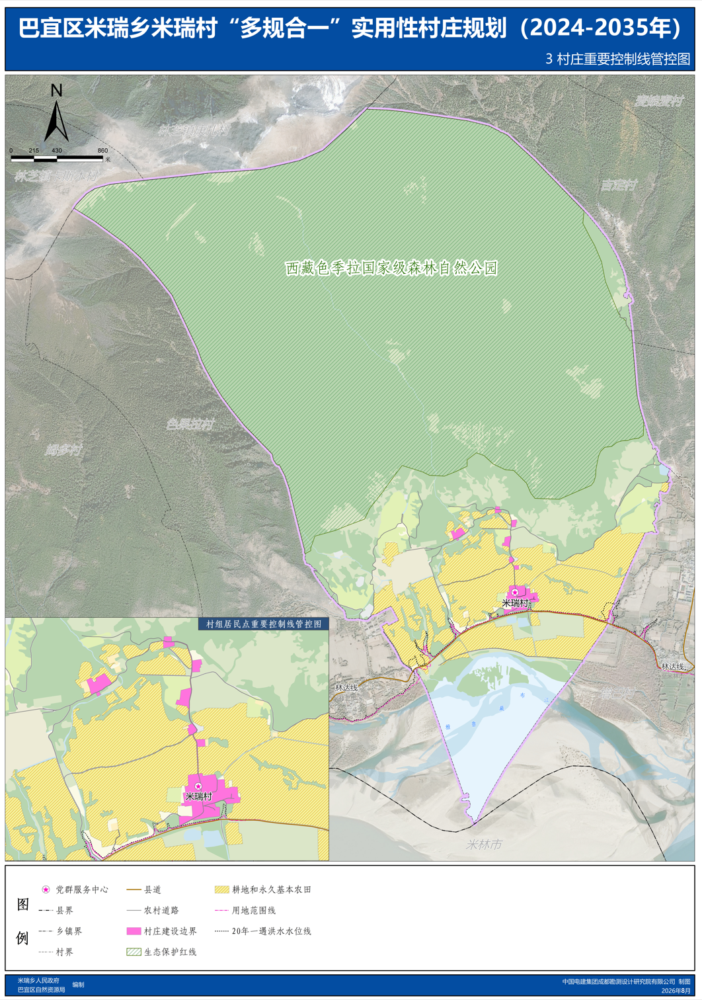 巴宜区米瑞乡米瑞村“多规合一”实用性村庄规划（2024-2035年）
3 村庄重要控制线管控图
N
0 215 430 860
米
麦娘麦村
林芝镇康扎村
林芝镇卡斯木村
吉定村
西藏色季拉国家级森林自然公园
色果拉村
姆多村
米瑞村
村组居民点重要控制线管控图
林达线
林达线
增巴村
雅鲁藏布江
米瑞村
米林市
图例
党群服务中心
县界
乡镇界
村界
县道
农村道路
村庄建设边界
生态保护红线
耕地和永久基本农田
用地范围线
20年一遇洪水水位线
米瑞乡人民政府
巴宜区自然资源局
编制
中国电建集团成都勘测设计研究院有限公司 制图
2026年8月